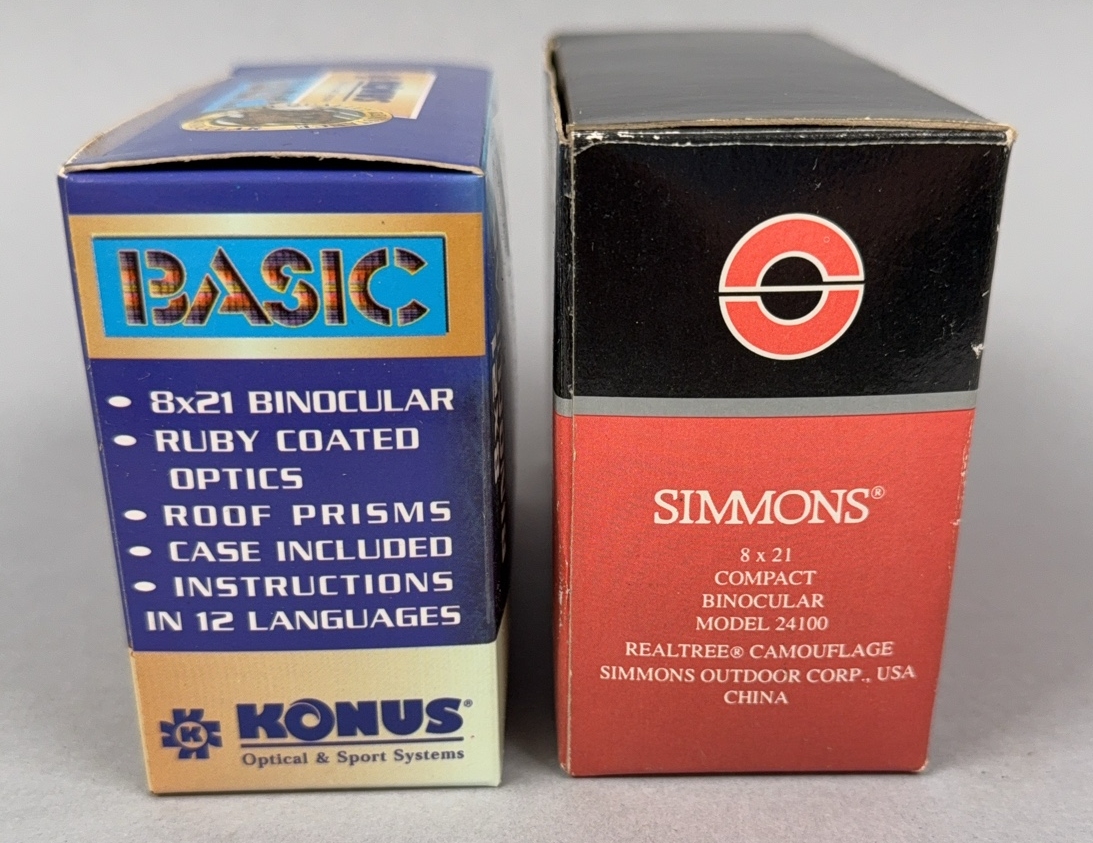 BASIC
• 8x21 BINOCULAR
• RUBY COATED
OPTICS
• ROOF PRISMS
• CASE INCLUDED
• INSTRUCTIONS
IN 12 LANGUAGES
K
KONUS®
Optical & Sport Systems
SIMMONS®
8 x 21
COMPACT
BINOCULAR
MODEL 24100
REALTREE® CAMOUFLAGE
SIMMONS OUTDOOR CORP., USA
CHINA